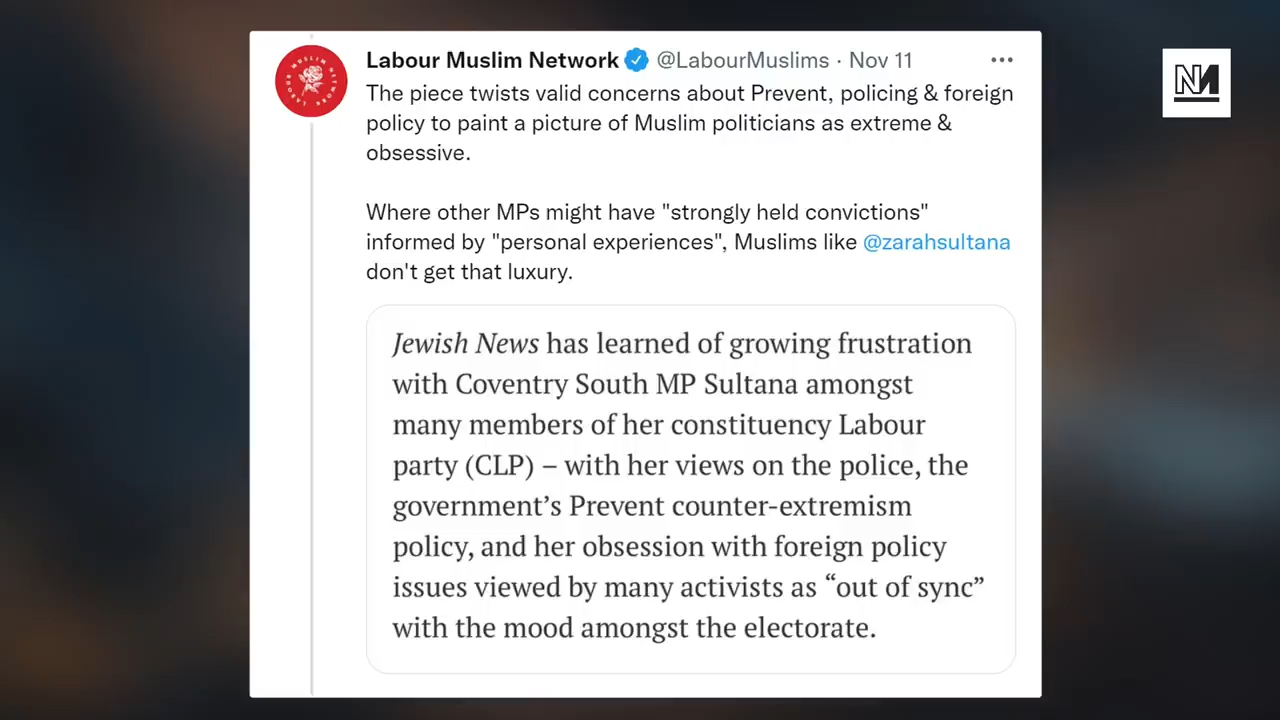 Labour Muslim Network @LabourMuslims · Nov 11
The piece twists valid concerns about Prevent, policing & foreign
policy to paint a picture of Muslim politicians as extreme &
obsessive.
Where other MPs might have "strongly held convictions"
informed by "personal experiences", Muslims like @zarahsultana
don't get that luxury.
Jewish News has learned of growing frustration
with Coventry South MP Sultana amongst
many members of her constituency Labour
party (CLP) – with her views on the police, the
government’s Prevent counter-extremism
policy, and her obsession with foreign policy
issues viewed by many activists as “out of sync”
with the mood amongst the electorate.
LABOUR MUSLIM NETWORK
NM